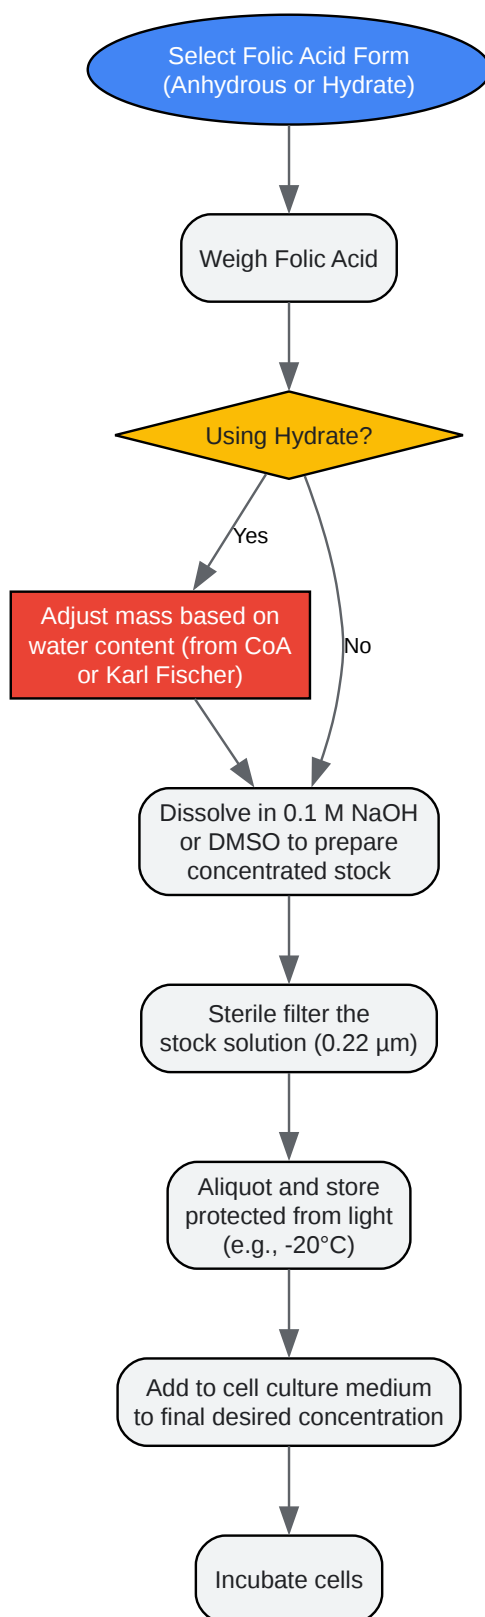 Select Folic Acid Form
(Anhydrous or Hydrate)
Weigh Folic Acid
Using Hydrate?
Yes
Adjust mass based on
water content (from CoA
or Karl Fischer)
No
Dissolve in 0.1 M NaOH
or DMSO to prepare
concentrated stock
Sterile filter the
stock solution (0.22 µm)
Aliquot and store
protected from light
(e.g., -20°C)
Add to cell culture medium
to final desired concentration
Incubate cells